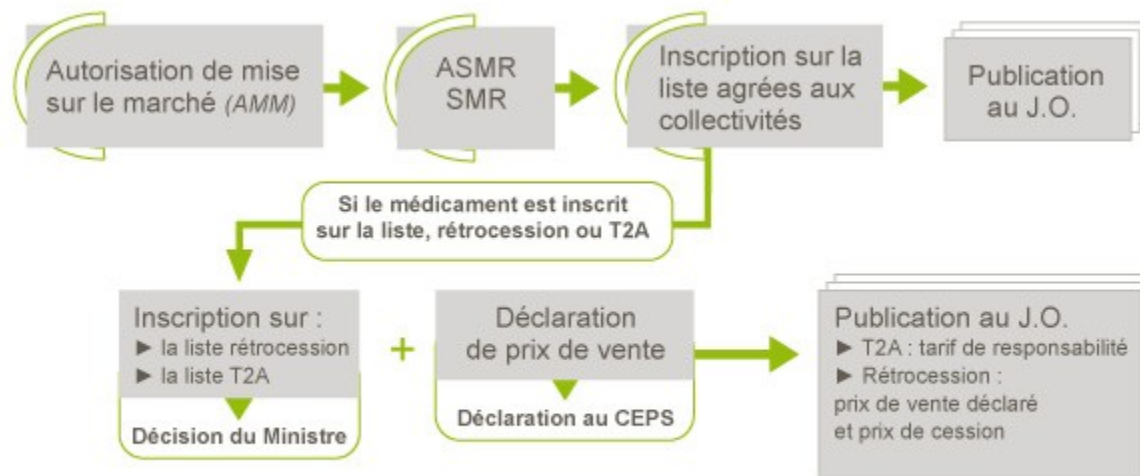 Autorisation de mise
sur le marché (AMM)
ASMR
SMR
Inscription sur la
liste agrées aux
collectivités
Publication
au J.O.
Si le médicament est inscrit
sur la liste, rétrocession ou T2A
Inscription sur :
► la liste rétrocession
► la liste T2A
Décision du Ministre
+
Déclaration
de prix de vente
Déclaration au CEPS
Publication au J.O.
► T2A : tarif de responsabilité
► Rétrocession :
prix de vente déclaré
et prix de cession